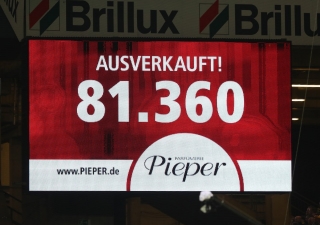 Brillux
Brillux
AUSVERKAUFT!
81.360
www.PIEPER.de
PARFÜMERIE
Pieper